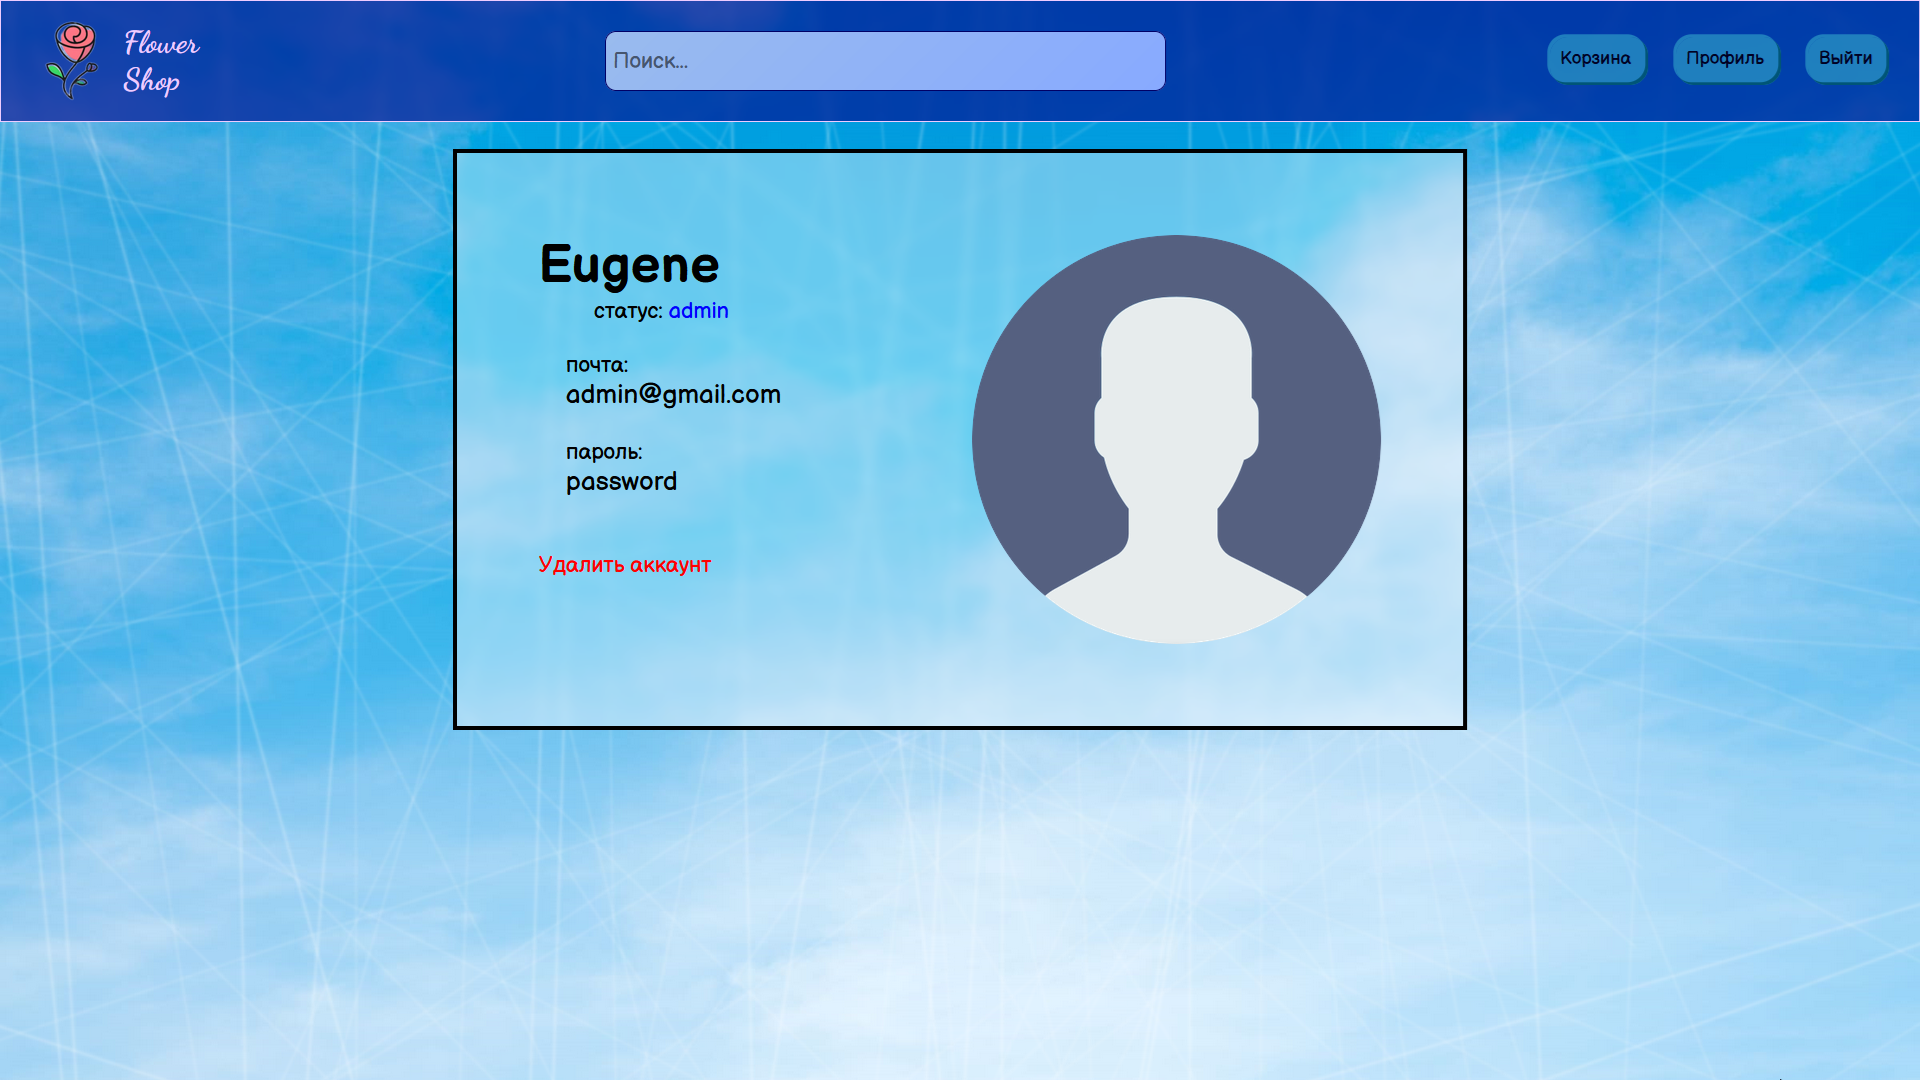 Flower
Shop
Поиск...
Корзина
Профиль
Выйти
Eugene
статус: admin
почта:
admin@gmail.com
пароль:
password
Удалить аккаунт